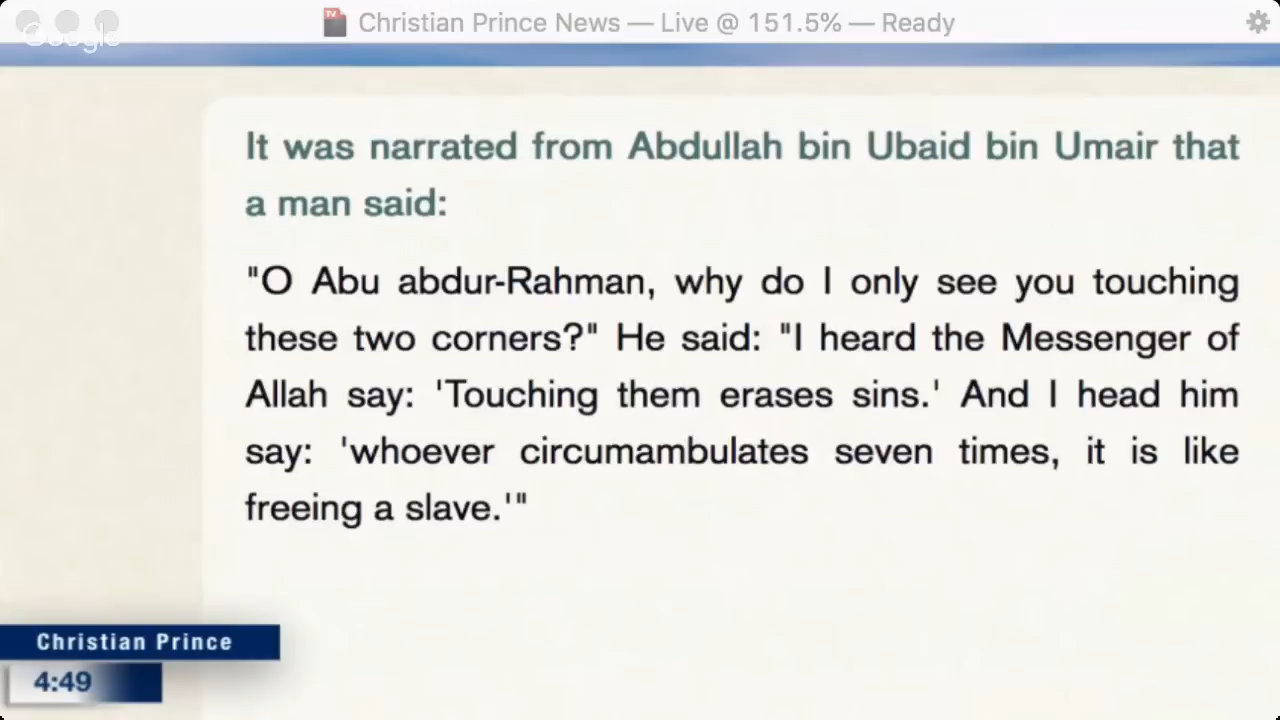 Google
TV
Christian Prince News — Live @ 151.5% — Ready
It was narrated from Abdullah bin Ubaid bin Umair that
a man said:
"O Abu abdur-Rahman, why do I only see you touching
these two corners?" He said: "I heard the Messenger of
Allah say: 'Touching them erases sins.' And I head him
say: 'whoever circumambulates seven times, it is like
freeing a slave.'"
Christian Prince
4:49